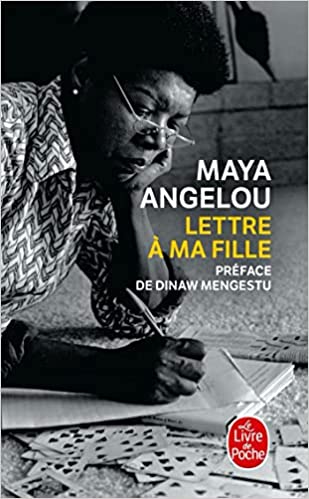 MAYA
ANGELOU
LETTRE
À MA FILLE
PRÉFACE
DE DINAW MENGESTU
Le
Livre
de
Poche